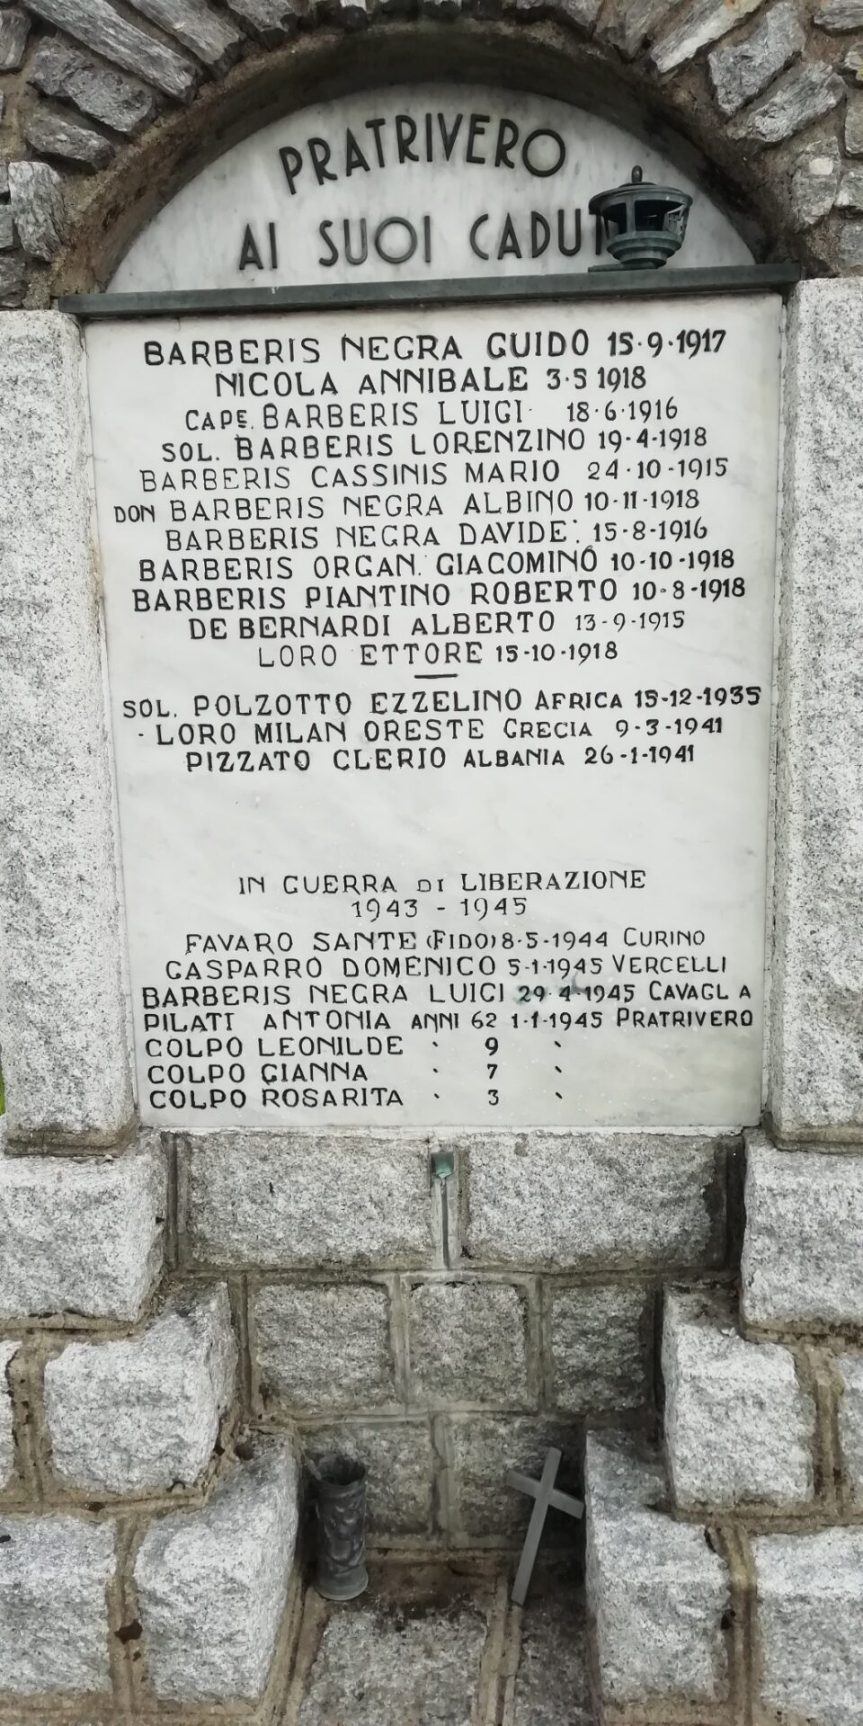 PRATRIVERO
AI SUOI CADUTI
BARBERIS NEGRA GUIDO 15·9·1917
NICOLA ANNIBALE 3·5 1918
CAPE. BARBERIS LUIGI· 18·6·1916
SOL. BARBERIS LORENZINO 19·4·1918
BARBERIS CASSINIS MARIO 24·10·1915
DON BARBERIS NEGRA ALBINO 10·11·1918
BARBERIS NEGRA DAVIDE 15·8·1916
BARBERIS ORGAN. GIACOMINO 10·10·1918
BARBERIS PIANTINO ROBERTO 10·8·1918
DE BERNARDI ALBERTO 13·9·1915
LORO ETTORE 15·10·1918
SOL. POLZOTTO EZZELINO AFRICA 15·12·1935
LORO MILAN ORESTE GRECIA 9·3·1941
PIZZATO CLERIO ALBANIA 26·1·1941
IN GUERRA DI LIBERAZIONE
1943 - 1945
FAVARO SANTE (FIDO) 8·5·1944 CURINO
GASPARRO DOMENICO 5·1·1945 VERCELLI
BARBERIS NEGRA LUIGI 29·4·1945 CAVAGL A
PILATI ANTONIA ANNI 62 1·1·1945 PRATRIVERO
COLPO LEONILDE · 9 ·
COLPO GIANNA · 7 ·
COLPO ROSARITA · 3 ·